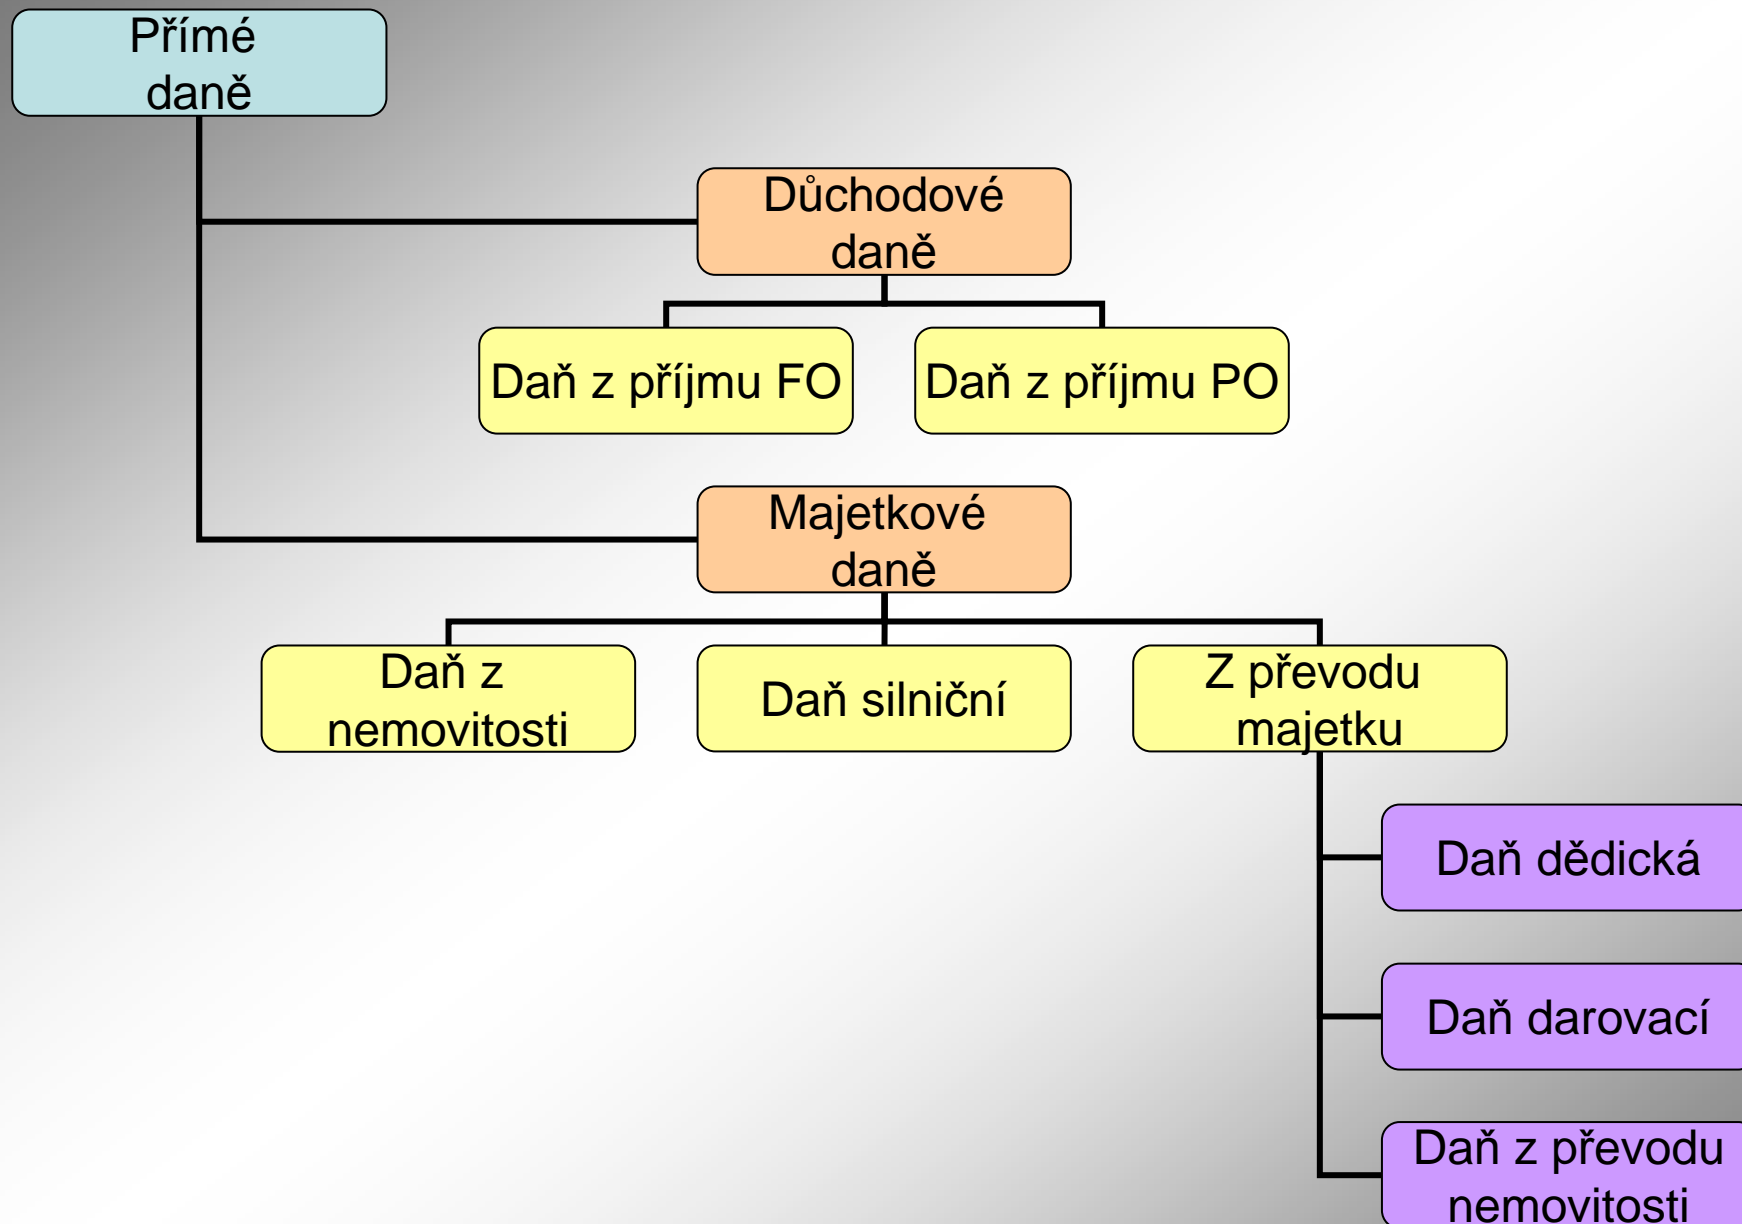 Přímé
daně
Důchodové
daně
Daň z příjmu FO
Daň z příjmu PO
Majetkové
daně
Daň z
nemovitosti
Daň silniční
Z převodu
majetku
Daň dědická
Daň darovací
Daň z převodu
nemovitosti